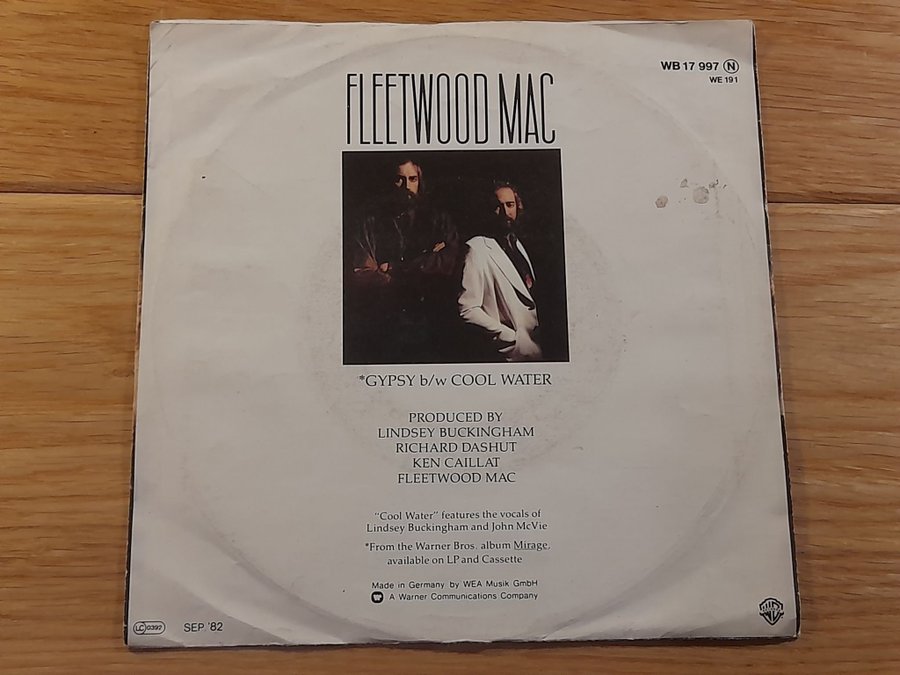 WB 17 997 N
WE 191
FLEETWOOD MAC
*GYPSY b/w COOL WATER
PRODUCED BY
LINDSEY BUCKINGHAM
RICHARD DASHUT
KEN CAILLAT
FLEETWOOD MAC
"Cool Water" features the vocals of
Lindsey Buckingham and John McVie
*From the Warner Bros. album Mirage,
available on LP and Cassette
Made in Germany by WEA Musik GmbH
A Warner Communications Company
LC 0392
SEP '82
WB